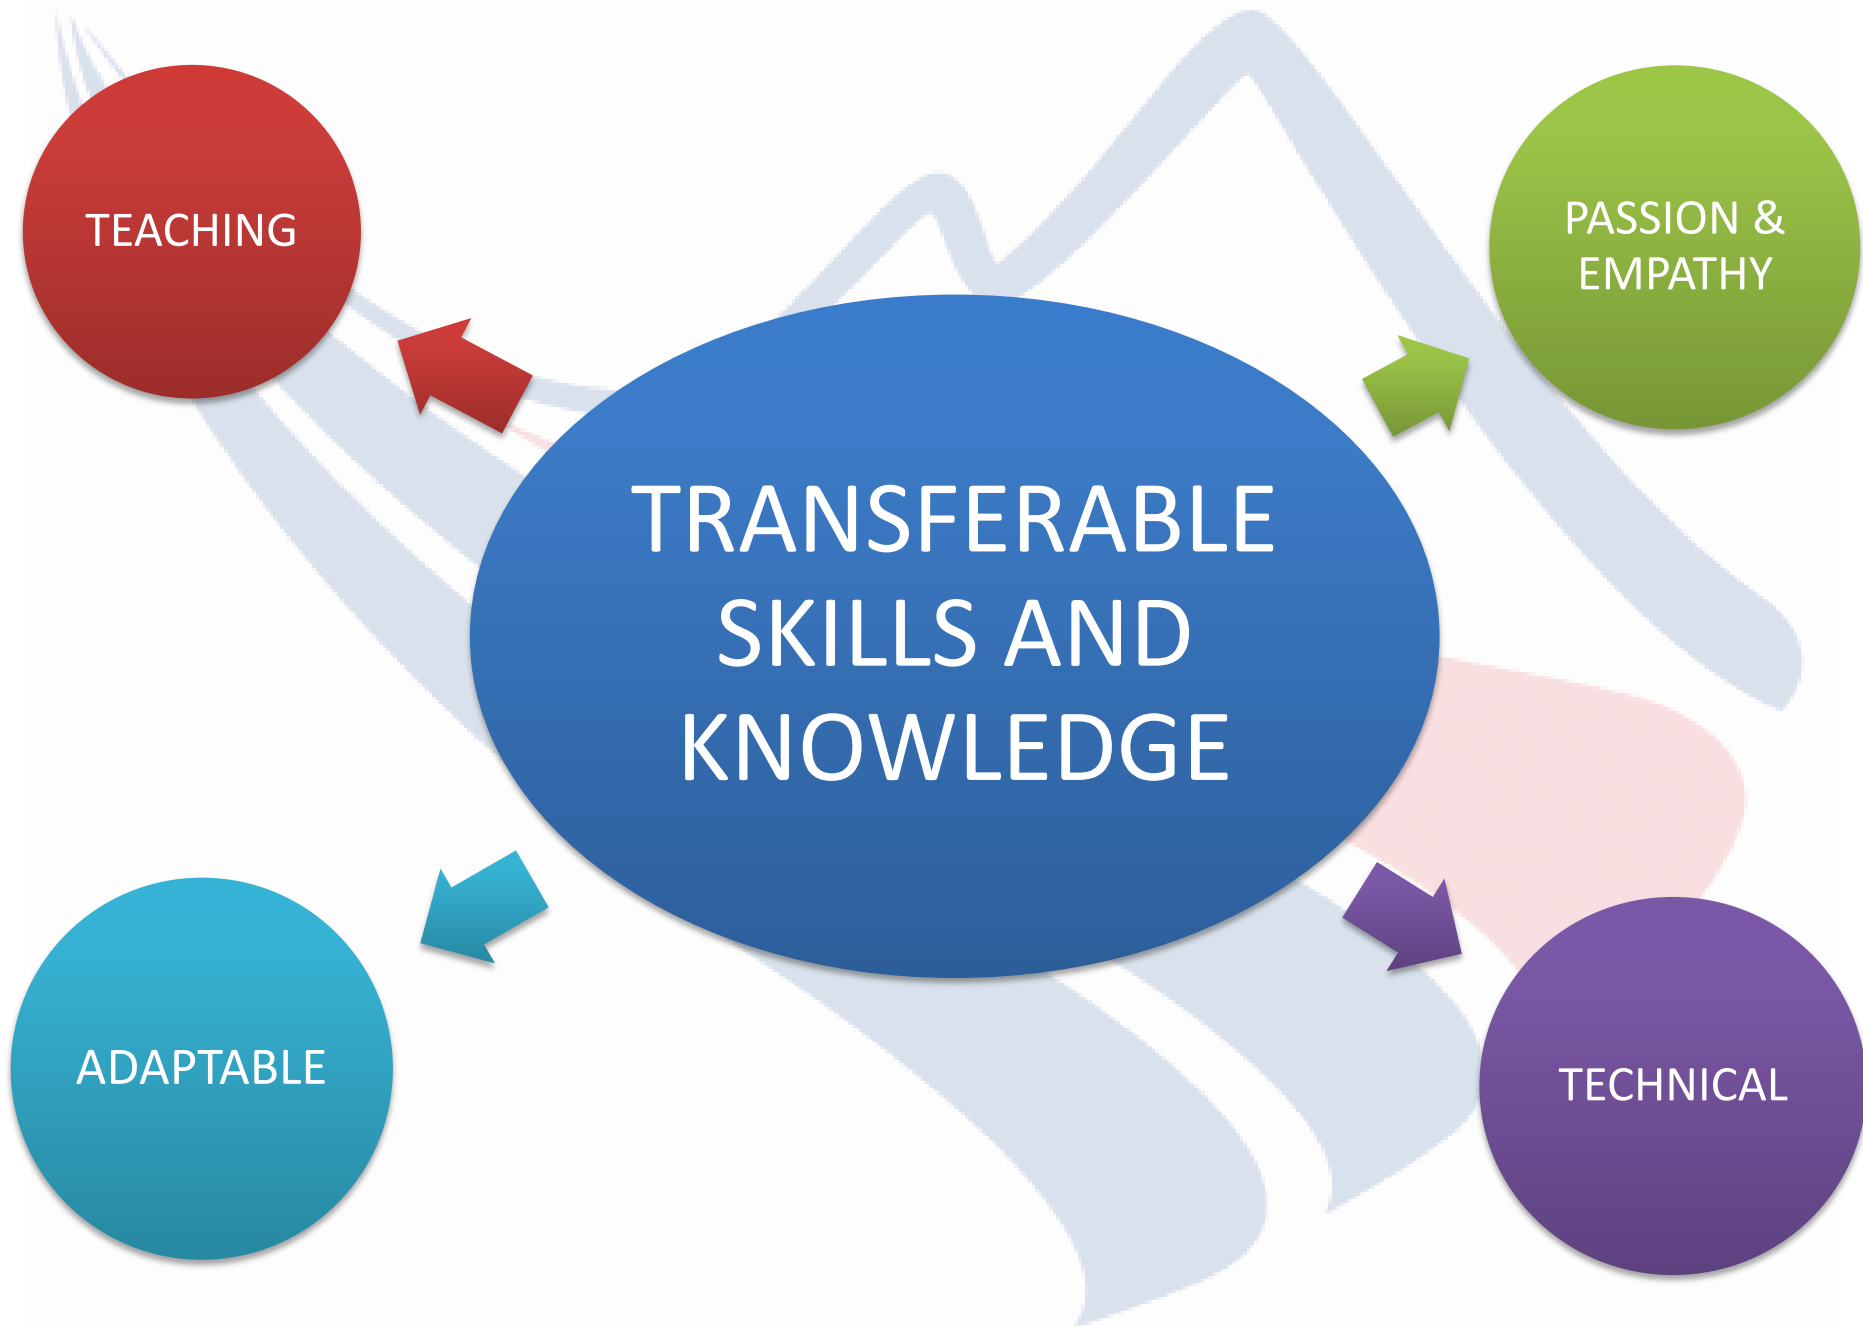 TEACHING
PASSION &
EMPATHY
TRANSFERABLE
SKILLS AND
KNOWLEDGE
ADAPTABLE
TECHNICAL